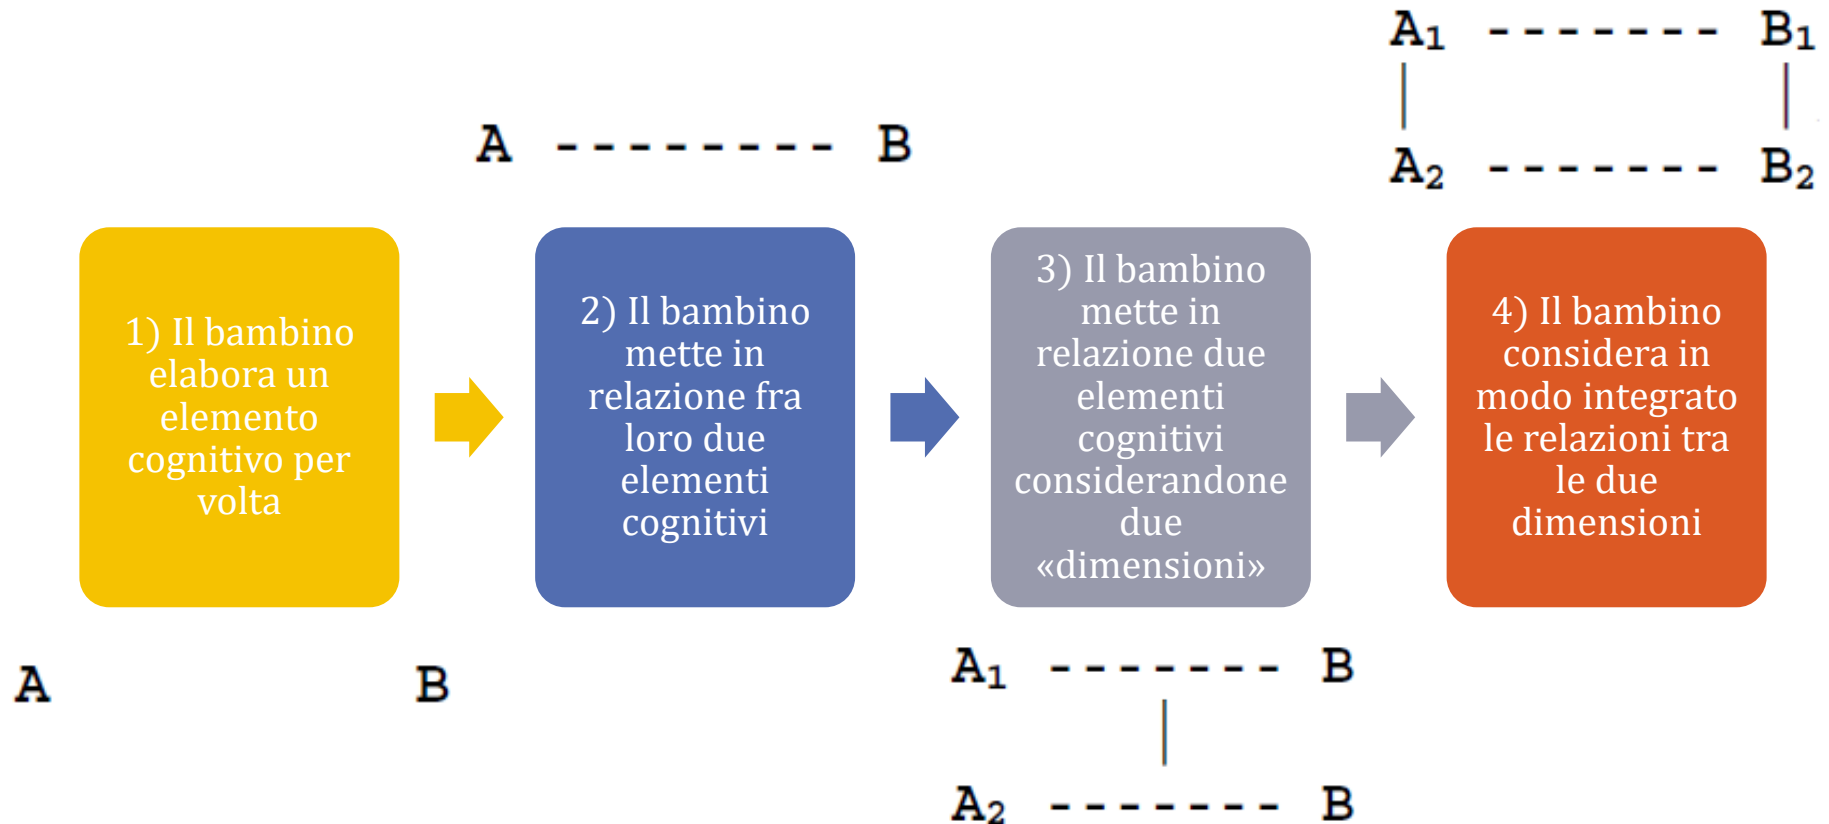 A₁ ------- B₁
|            |
A₂ ------- B₂
A -------- B
1) Il bambino
elabora un
elemento
cognitivo per
volta
2) Il bambino
mette in
relazione fra
loro due
elementi
cognitivi
3) Il bambino
mette in
relazione due
elementi
cognitivi
considerandone
due
«dimensioni»
4) Il bambino
considera in
modo integrato
le relazioni tra
le due
dimensioni
A B
A₁ ------- B
|
A₂ ------- B